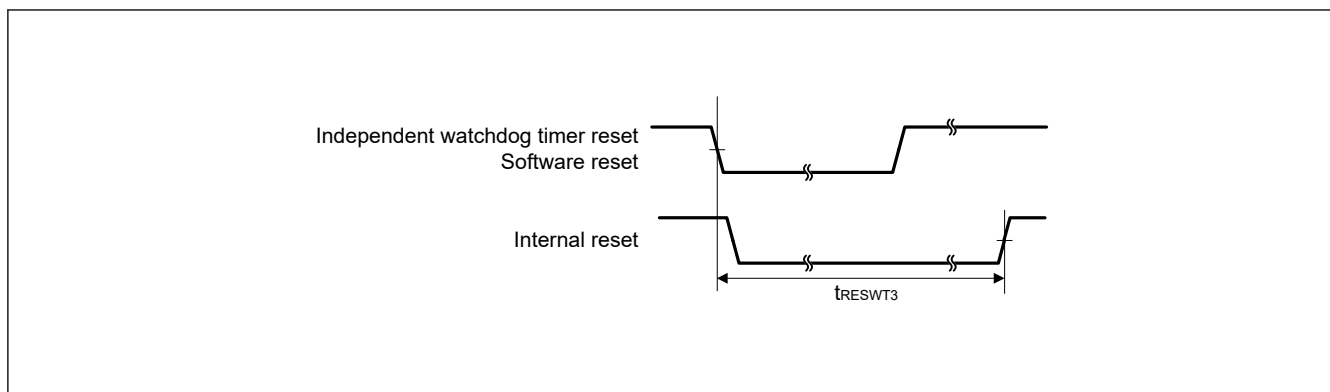 Independent watchdog timer reset
Software reset
Internal reset
tRESWT3